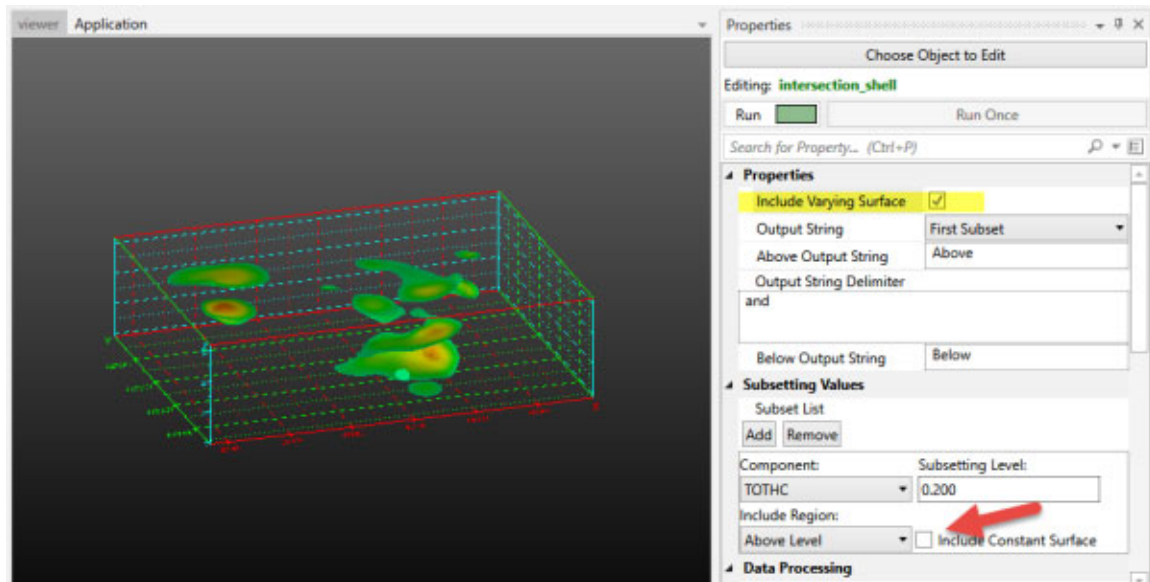 viewer Application
Properties
Choose Object to Edit
Editing: intersection_shell
Run Run Once
Search for Property... (Ctrl+P)
Properties
Include Varying Surface
Output String First Subset
Above Output String Above
Output String Delimiter
and
Below Output String Below
Subsetting Values
Subset List
Add Remove
Component: Subsetting Level:
TOTHC 0.200
Include Region:
Above Level Include Constant Surface
Data Processing